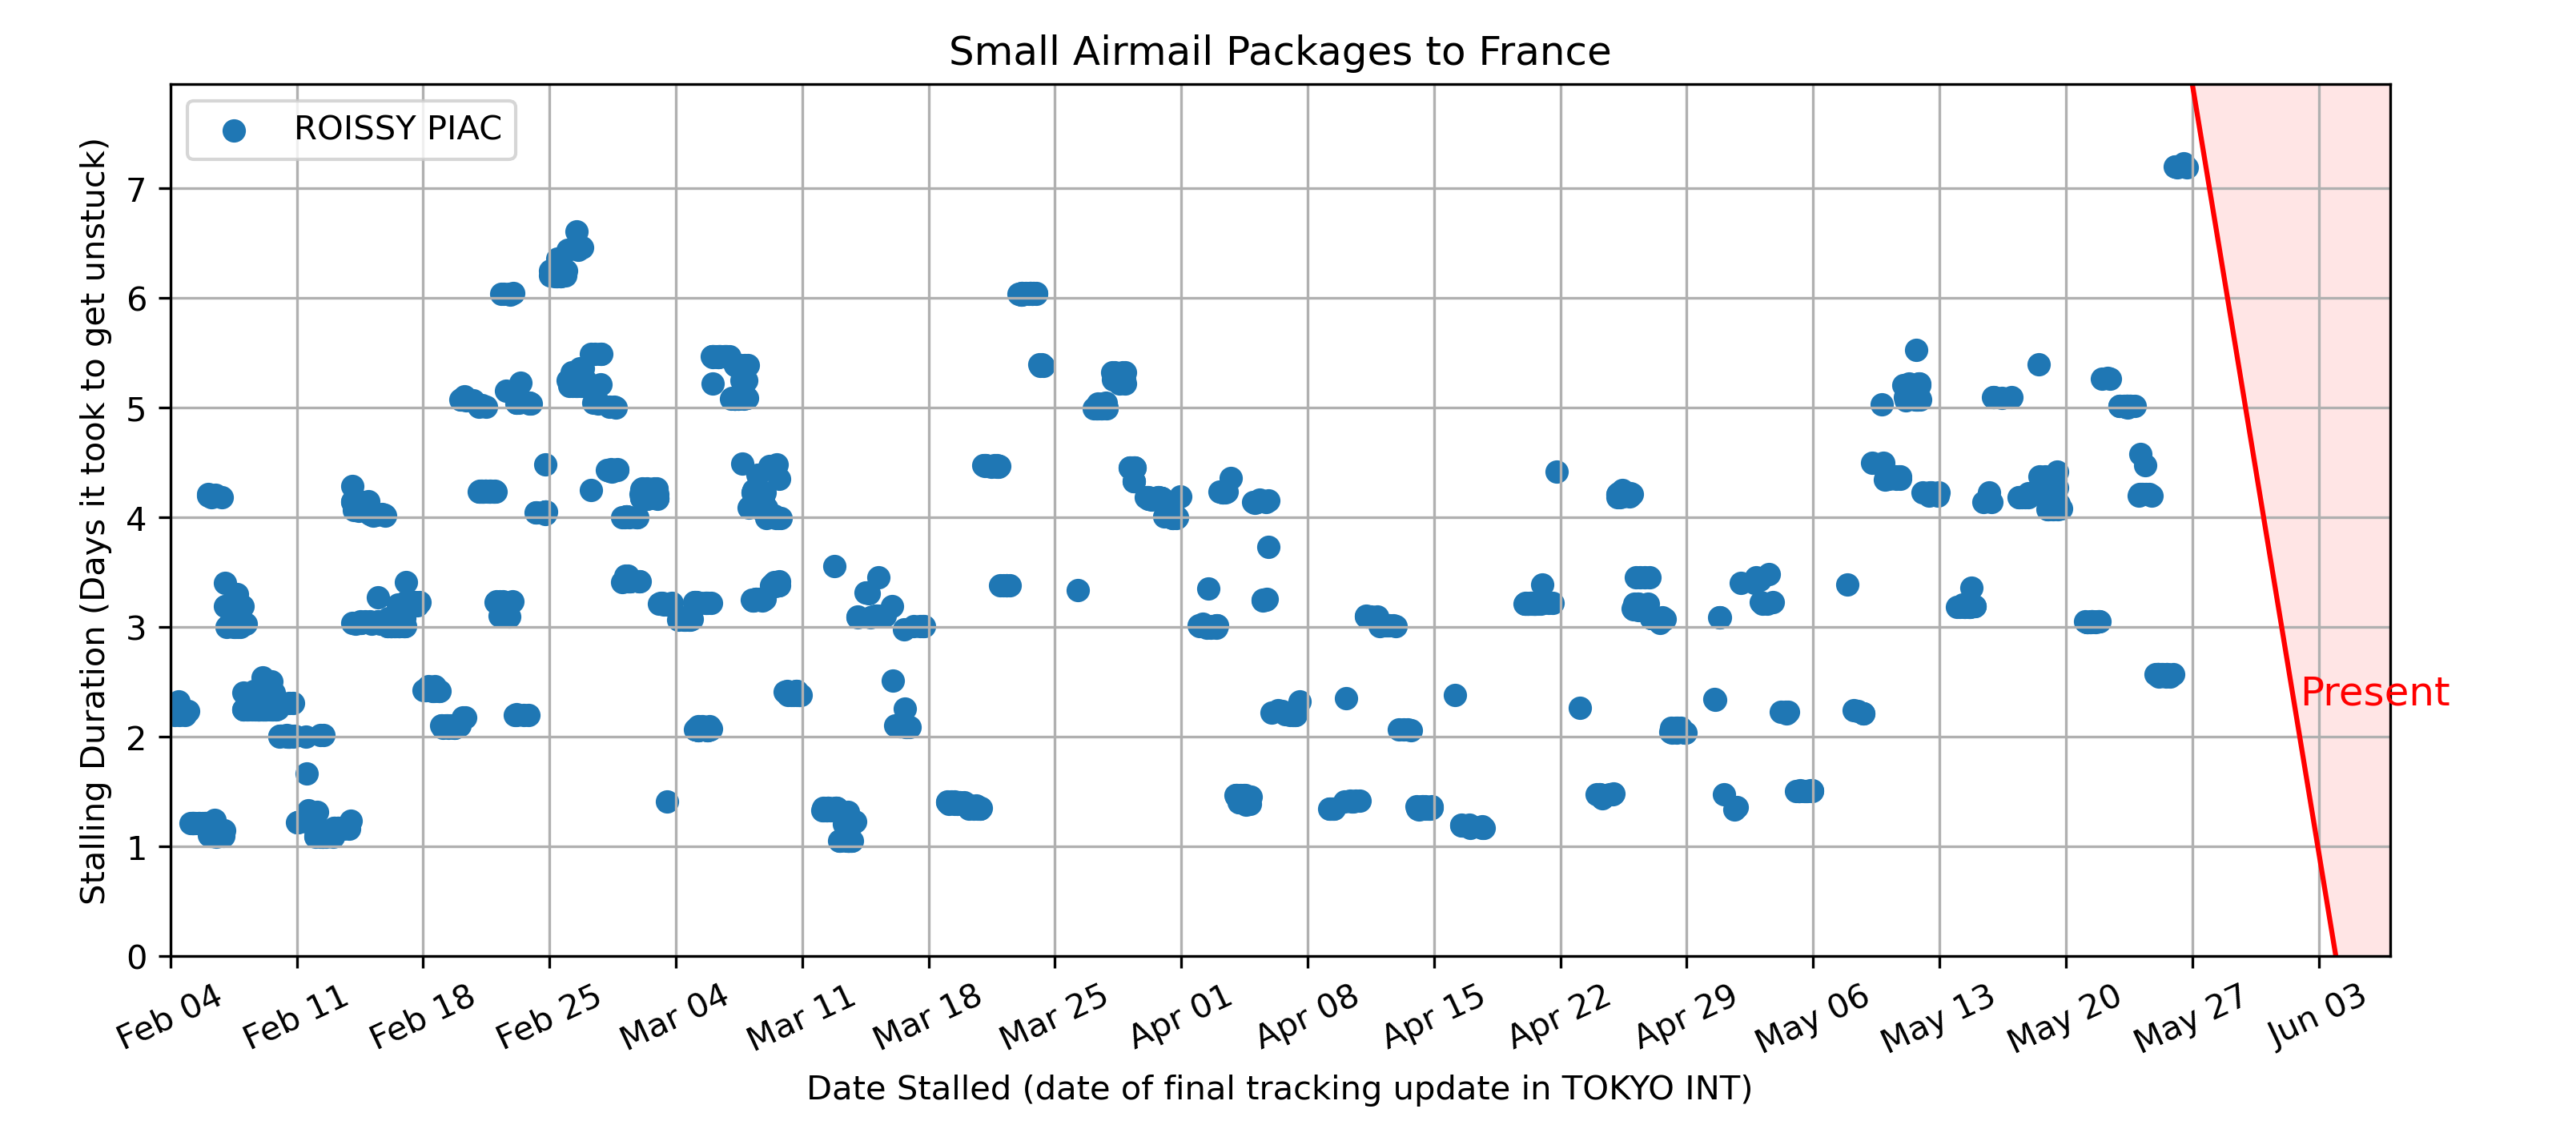 Small Airmail Packages to France
ROISSY PIAC
Stalling Duration (Days it took to get unstuck)
7
6
5
4
3
2
1
0
Present
Feb 04
Feb 11
Feb 18
Feb 25
Mar 04
Mar 11
Mar 18
Mar 25
Apr 01
Apr 08
Apr 15
Apr 22
Apr 29
May 06
May 13
May 20
May 27
Jun 03
Date Stalled (date of final tracking update in TOKYO INT)